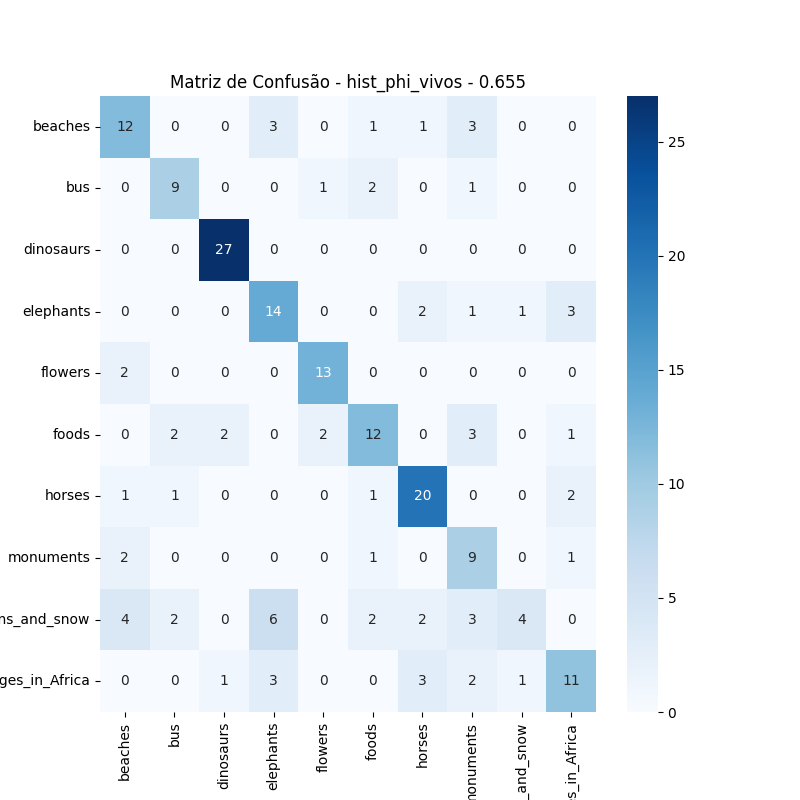 Matriz de Confusão - hist_phi_vivos - 0.655
beaches 12 0 0 3 0 1 1 3 0 0
bus 0 9 0 0 1 2 0 1 0 0
dinosaurs 0 0 27 0 0 0 0 0 0 0
elephants 0 0 0 14 0 0 2 1 1 3
flowers 2 0 0 0 13 0 0 0 0 0
foods 0 2 2 0 2 12 0 3 0 1
horses 1 1 0 0 0 1 20 0 0 2
monuments 2 0 0 0 0 1 0 9 0 1
ns_and_snow 4 2 0 6 0 2 2 3 4 0
ges_in_Africa 0 0 1 3 0 0 3 2 1 11
beaches bus dinosaurs elephants flowers foods horses monuments _and_snow s_in_Africa
25
20
15
10
5
0